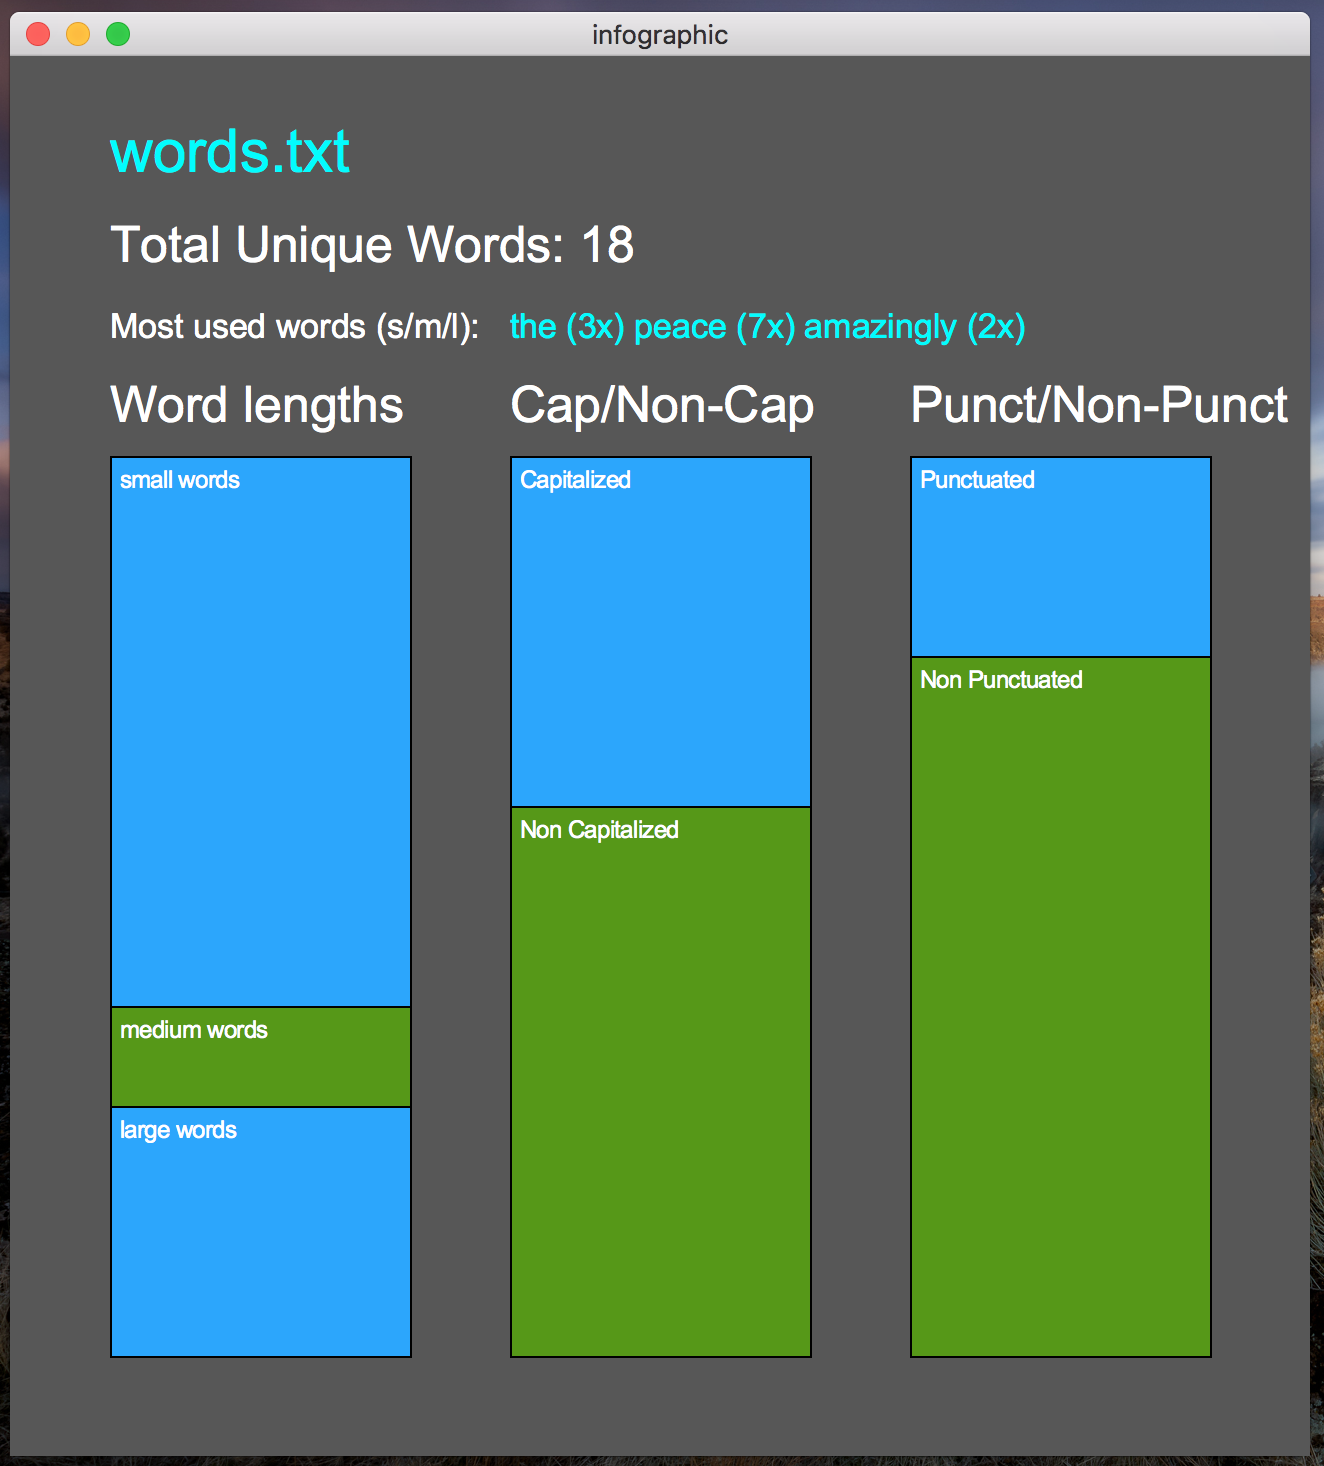 infographic
words.txt
Total Unique Words: 18
Most used words (s/m/l): the (3x) peace (7x) amazingly (2x)
Word lengths Cap/Non-Cap Punct/Non-Punct
small words Capitalized Punctuated
Non Punctuated
Non Capitalized
medium words
large words